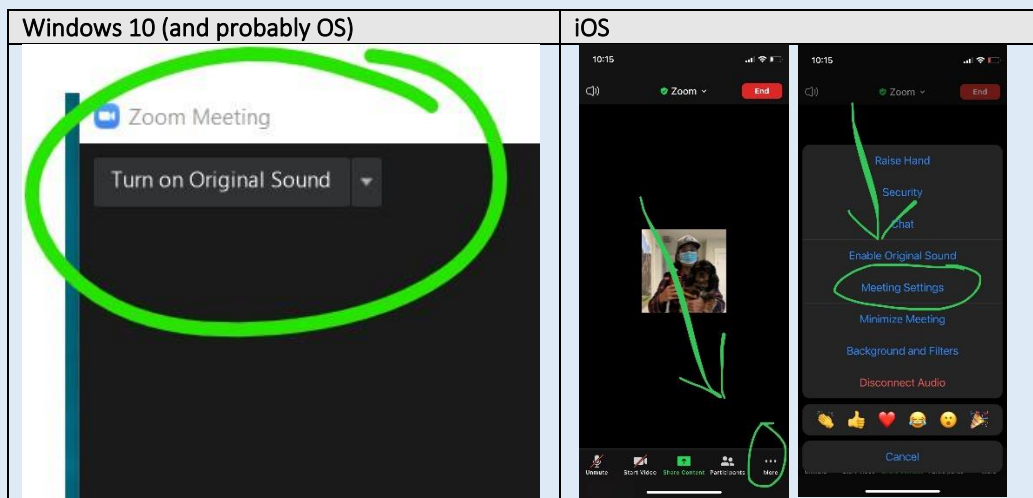 Windows 10 (and probably OS)
iOS
Zoom Meeting
Turn on Original Sound
10:15
Zoom
End
Unmute
Start Video
Share Content
Participants
More
10:15
Zoom
End
Raise Hand
Security
Chat
Enable Original Sound
Meeting Settings
Minimize Meeting
Background and Filters
Disconnect Audio
Cancel